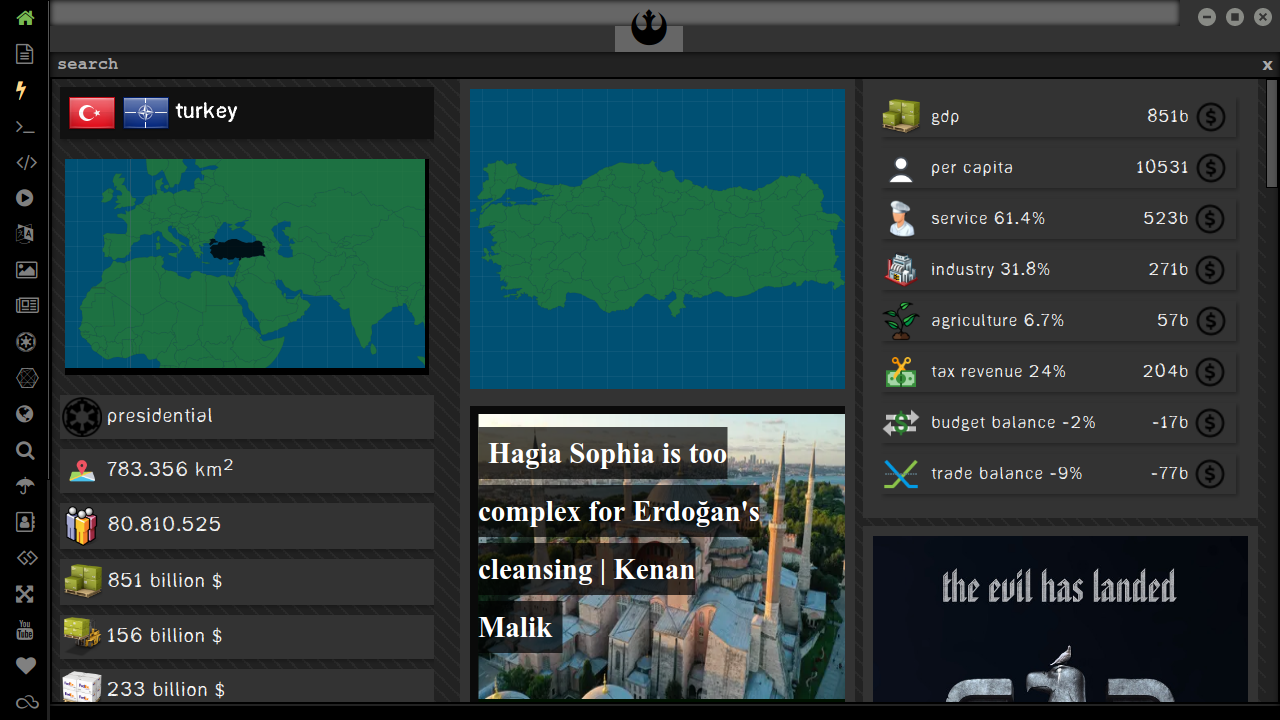 search
x
turkey
presidential
783.356 km²
80.810.525
851 billion $
156 billion $
233 billion $
Hagia Sophia is too
complex for Erdoğan's
cleansing | Kenan
Malik
gdp 851b
per capita 10531
service 61.4% 523b
industry 31.8% 271b
agriculture 6.7% 57b
tax revenue 24% 204b
budget balance -2% -17b
trade balance -9% -77b
the evil has landed
You
Tube